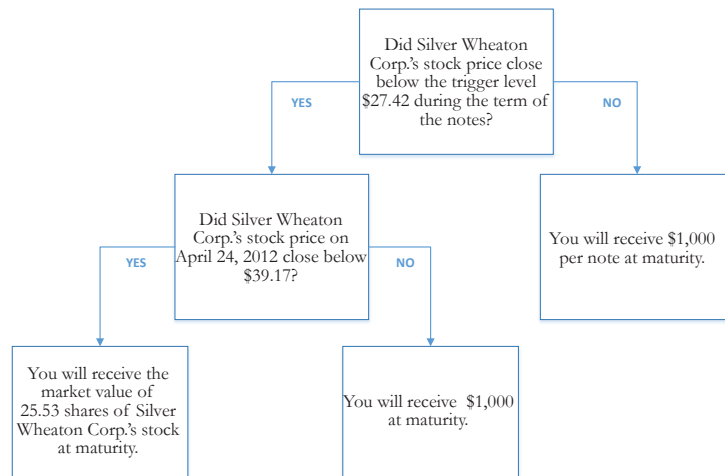 Did Silver Wheaton
Corp.'s stock price close
below the trigger level
$27.42 during the term of
the notes?
YES
NO
Did Silver Wheaton
Corp.'s stock price on
April 24, 2012 close below
$39.17?
You will receive $1,000
per note at maturity.
YES
NO
You will receive the
market value of
25.53 shares of Silver
Wheaton Corp.'s stock
at maturity.
You will receive $1,000
at maturity.